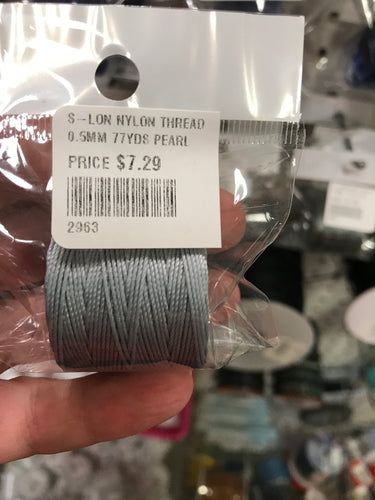 S-LON NYLON THREAD
0.5MM 77YDS PEARL
PRICE $7.29
2963